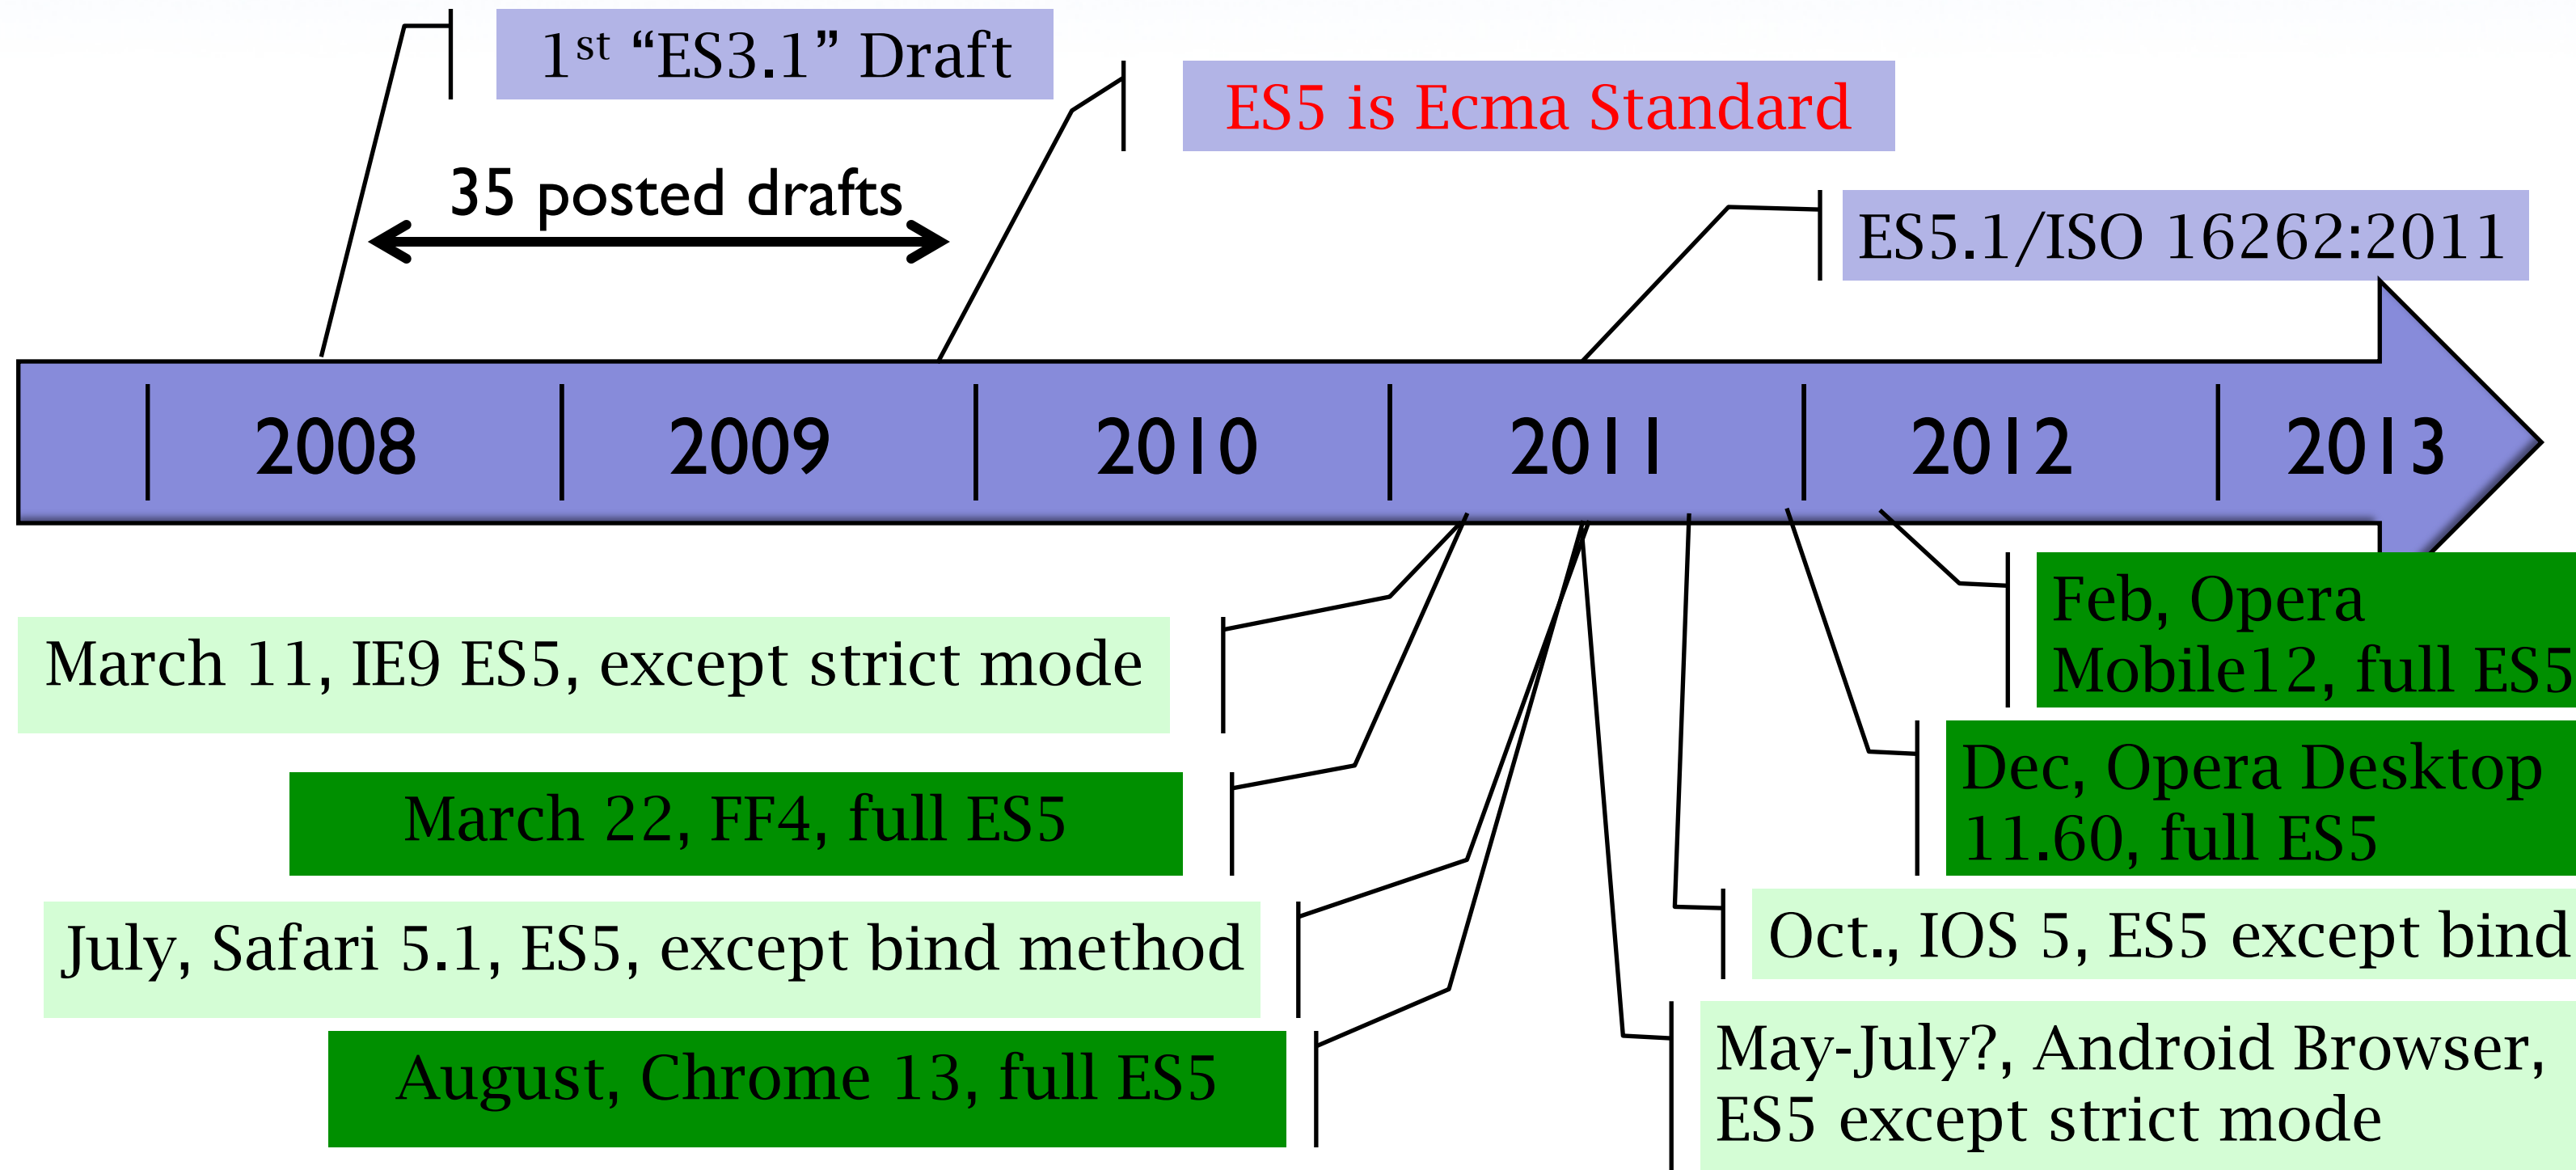 1st “ES3.1” Draft
ES5 is Ecma Standard
35 posted drafts
ES5.1/ISO 16262:2011
2008
2009
2010
2011
2012
2013
March 11, IE9 ES5, except strict mode
March 22, FF4, full ES5
July, Safari 5.1, ES5, except bind method
August, Chrome 13, full ES5
Feb, Opera
Mobile12, full ES5
Dec, Opera Desktop
11.60, full ES5
Oct., IOS 5, ES5 except bind
May-July?, Android Browser,
ES5 except strict mode